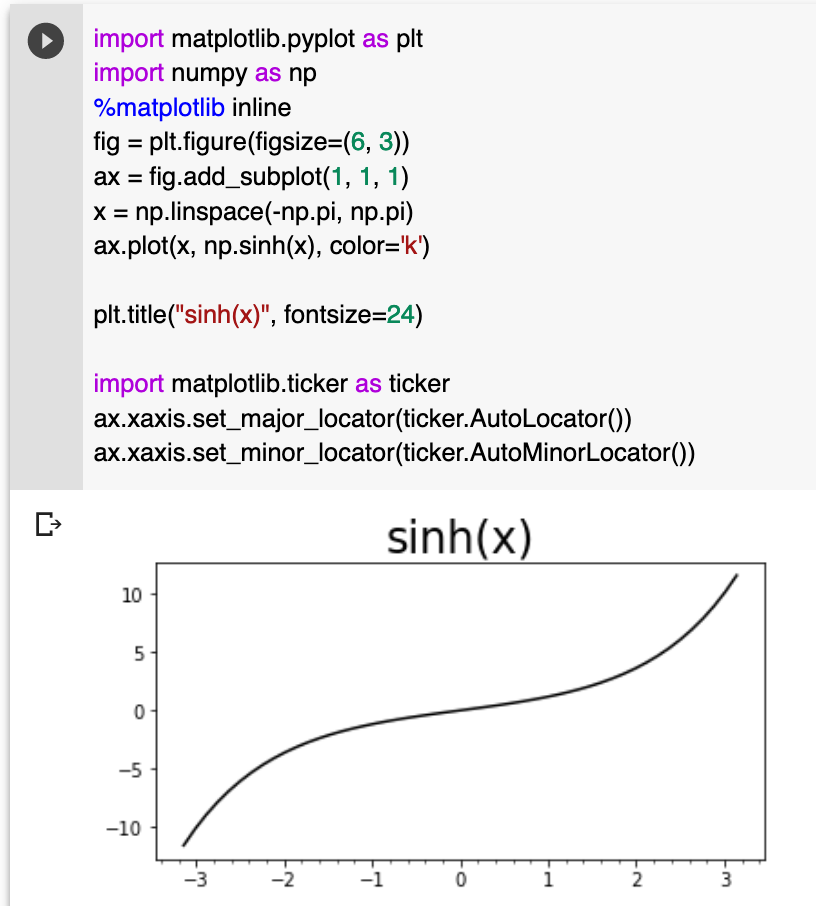 import matplotlib.pyplot as plt
import numpy as np
%matplotlib inline
fig = plt.figure(figsize=(6, 3))
ax = fig.add_subplot(1, 1, 1)
x = np.linspace(-np.pi, np.pi)
ax.plot(x, np.sinh(x), color='k')
plt.title("sinh(x)", fontsize=24)
import matplotlib.ticker as ticker
ax.xaxis.set_major_locator(ticker.AutoLocator())
ax.xaxis.set_minor_locator(ticker.AutoMinorLocator())
sinh(x)
10
5
0
−5
−10
−3 −2 −1 0 1 2 3